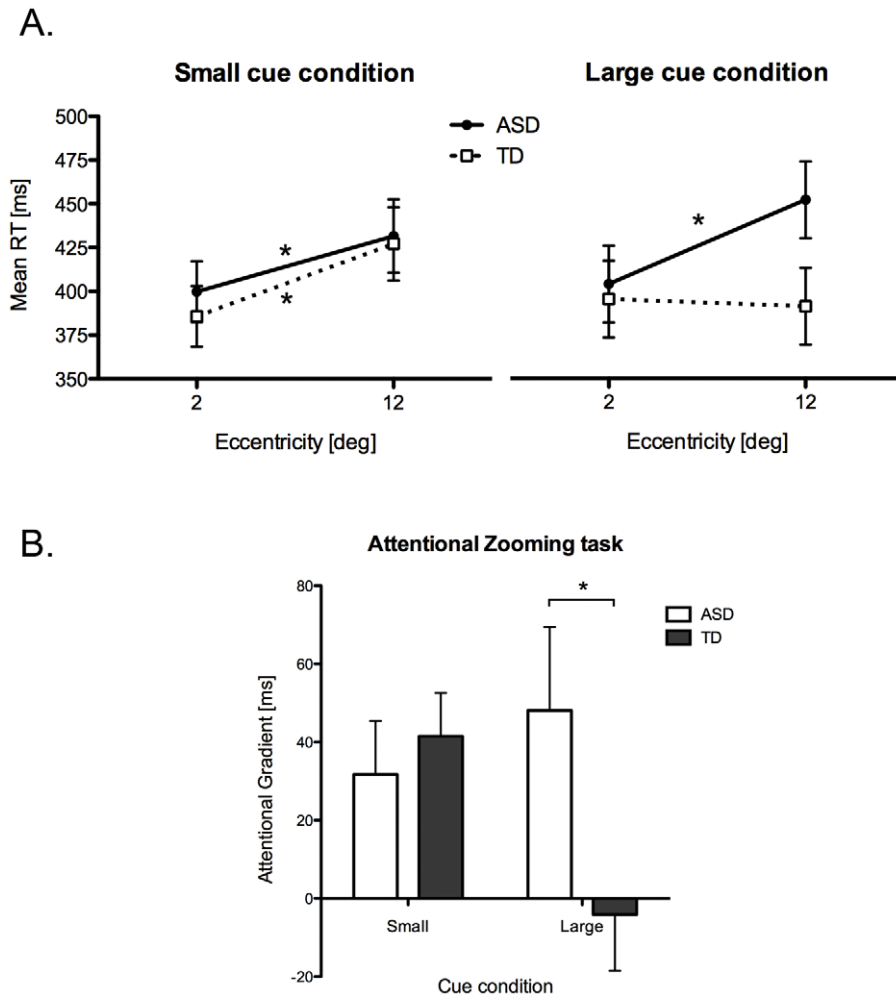 A.
Small cue condition
Large cue condition
500
475
450
425
400
375
350
Mean RT [ms]
ASD
TD
*
*
*
2
12
2
12
Eccentricity [deg]
Eccentricity [deg]
B.
Attentional Zooming task
80
60
40
20
0
-20
Attentional Gradient [ms]
*
ASD
TD
Small
Large
Cue condition